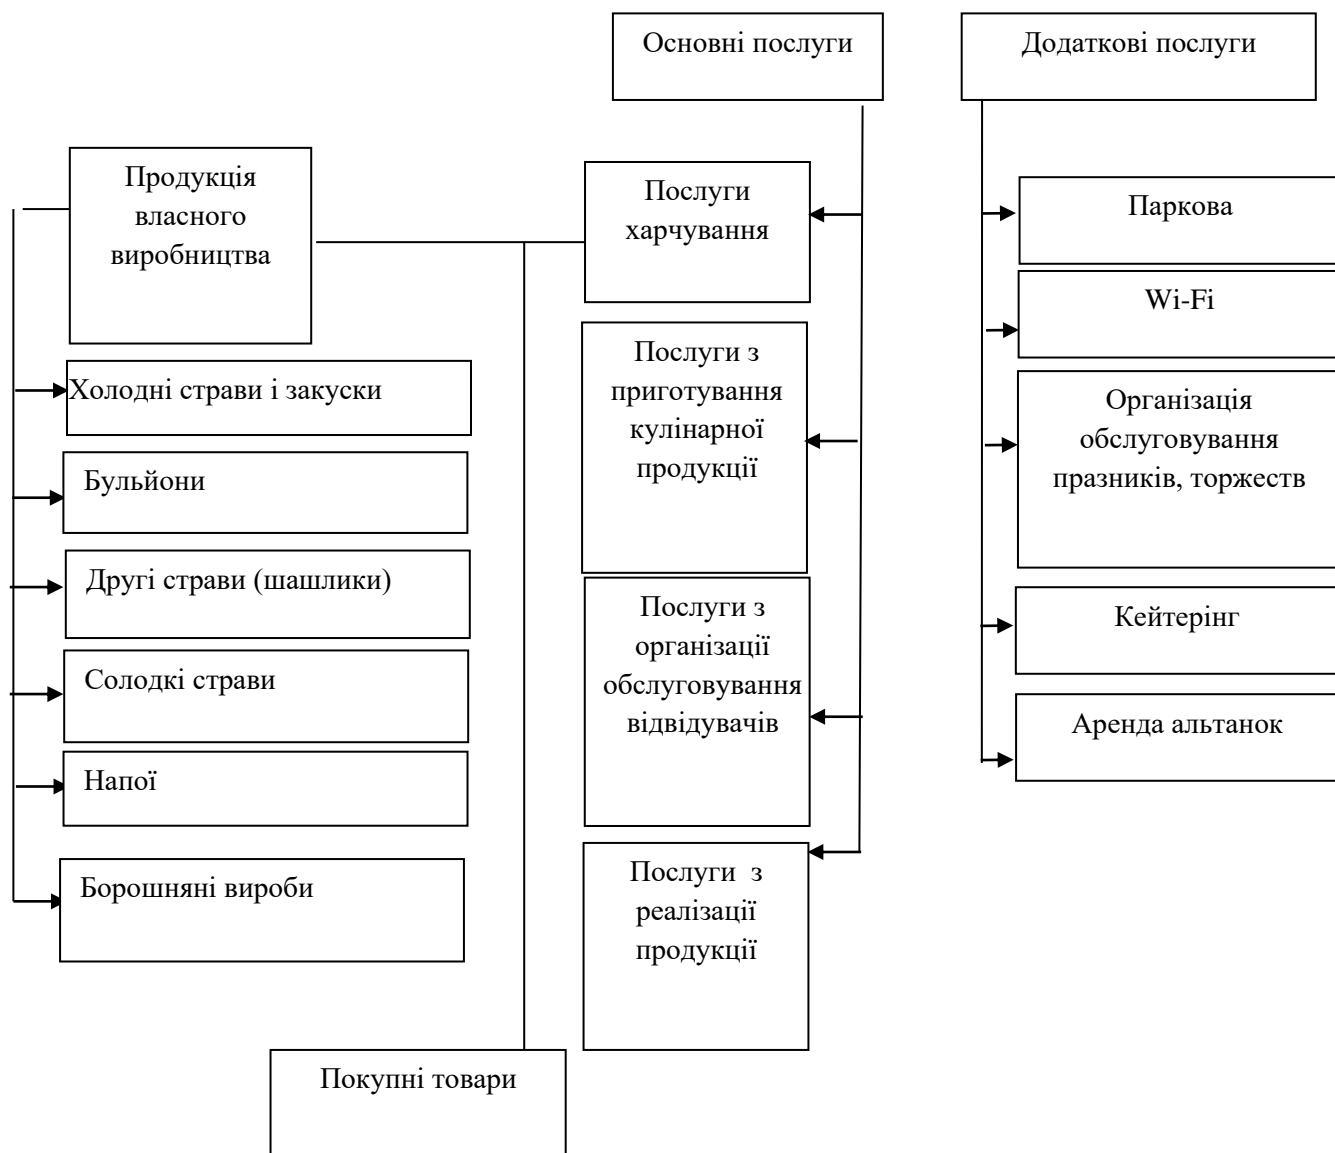 Основні послуги
Додаткові послуги
Продукція
власного
виробництва
Послуги
харчування
Паркова
Wi-Fi
Послуги з
приготування
кулінарної
продукції
Холодні страви і закуски
Організація
обслуговування
празників, торжеств
Бульйони
Другі страви (шашлики)
Послуги з
організації
обслуговування
відвідувачів
Кейтерінг
Солодкі страви
Аренда альтанок
Напої
Борошняні вироби
Послуги з
реалізації
продукції
Покупні товари